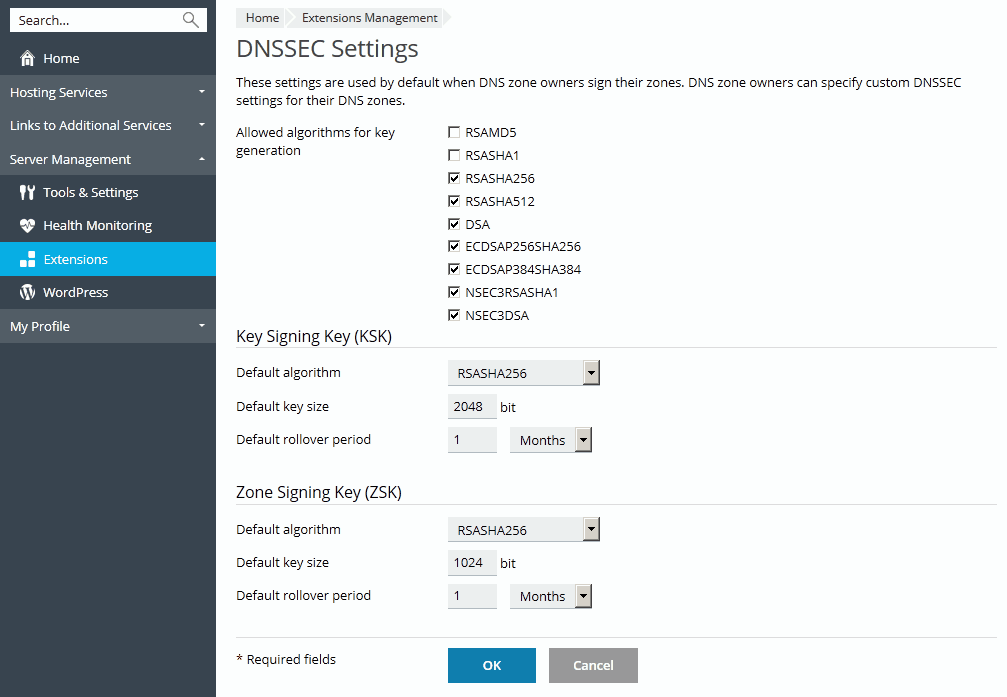 Search...
Home
Hosting Services
Links to Additional Services
Server Management
Tools & Settings
Health Monitoring
Extensions
WordPress
My Profile
Home Extensions Management
DNSSEC Settings
These settings are used by default when DNS zone owners sign their zones. DNS zone owners can specify custom DNSSEC
settings for their DNS zones.
Allowed algorithms for key
generation
RSAMD5
RSASHA1
RSASHA256
RSASHA512
DSA
ECDSAP256SHA256
ECDSAP384SHA384
NSEC3RSASHA1
NSEC3DSA
Key Signing Key (KSK)
Default algorithm RSASHA256
Default key size 2048 bit
Default rollover period 1 Months
Zone Signing Key (ZSK)
Default algorithm RSASHA256
Default key size 1024 bit
Default rollover period 1 Months
* Required fields OK Cancel